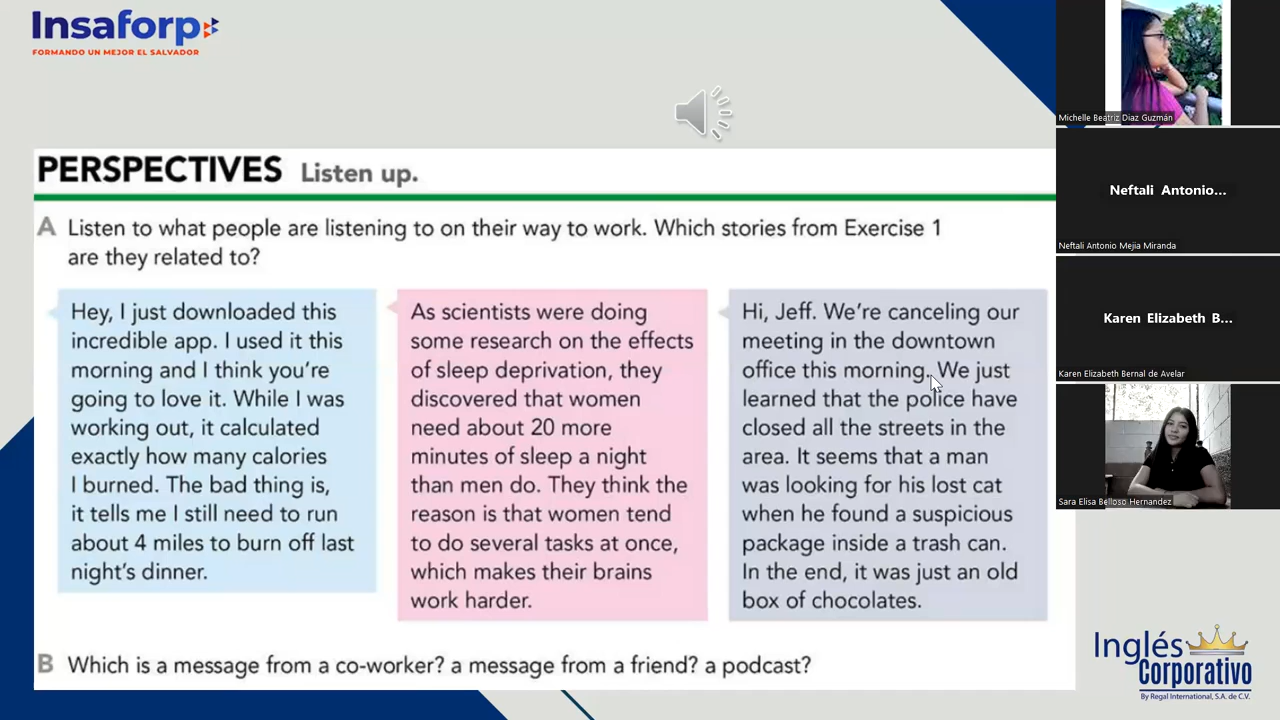 Insaforp
FORMANDO UN MEJOR EL SALVADOR
PERSPECTIVES Listen up.
A Listen to what people are listening to on their way to work. Which stories from Exercise 1
are they related to?
Hey, I just downloaded this
incredible app. I used it this
morning and I think you're
going to love it. While I was
working out, it calculated
exactly how many calories
I burned. The bad thing is,
it tells me I still need to run
about 4 miles to burn off last
night's dinner.
As scientists were doing
some research on the effects
of sleep deprivation, they
discovered that women
need about 20 more
minutes of sleep a night
than men do. They think the
reason is that women tend
to do several tasks at once,
which makes their brains
work harder.
Hi, Jeff. We're canceling our
meeting in the downtown
office this morning. We just
learned that the police have
closed all the streets in the
area. It seems that a man
was looking for his lost cat
when he found a suspicious
package inside a trash can.
In the end, it was just an old
box of chocolates.
B Which is a message from a co-worker? a message from a friend? a podcast?
Michelle Beatriz Diaz Guzmán
Neftali Antonio...
Neftali Antonio Mejia Miranda
Karen Elizabeth B...
Karen Elizabeth Bernal de Avelar
Sara Elisa Belloso Hernandez
Inglés
Corporativo
By Regal International, S.A. de C.V.